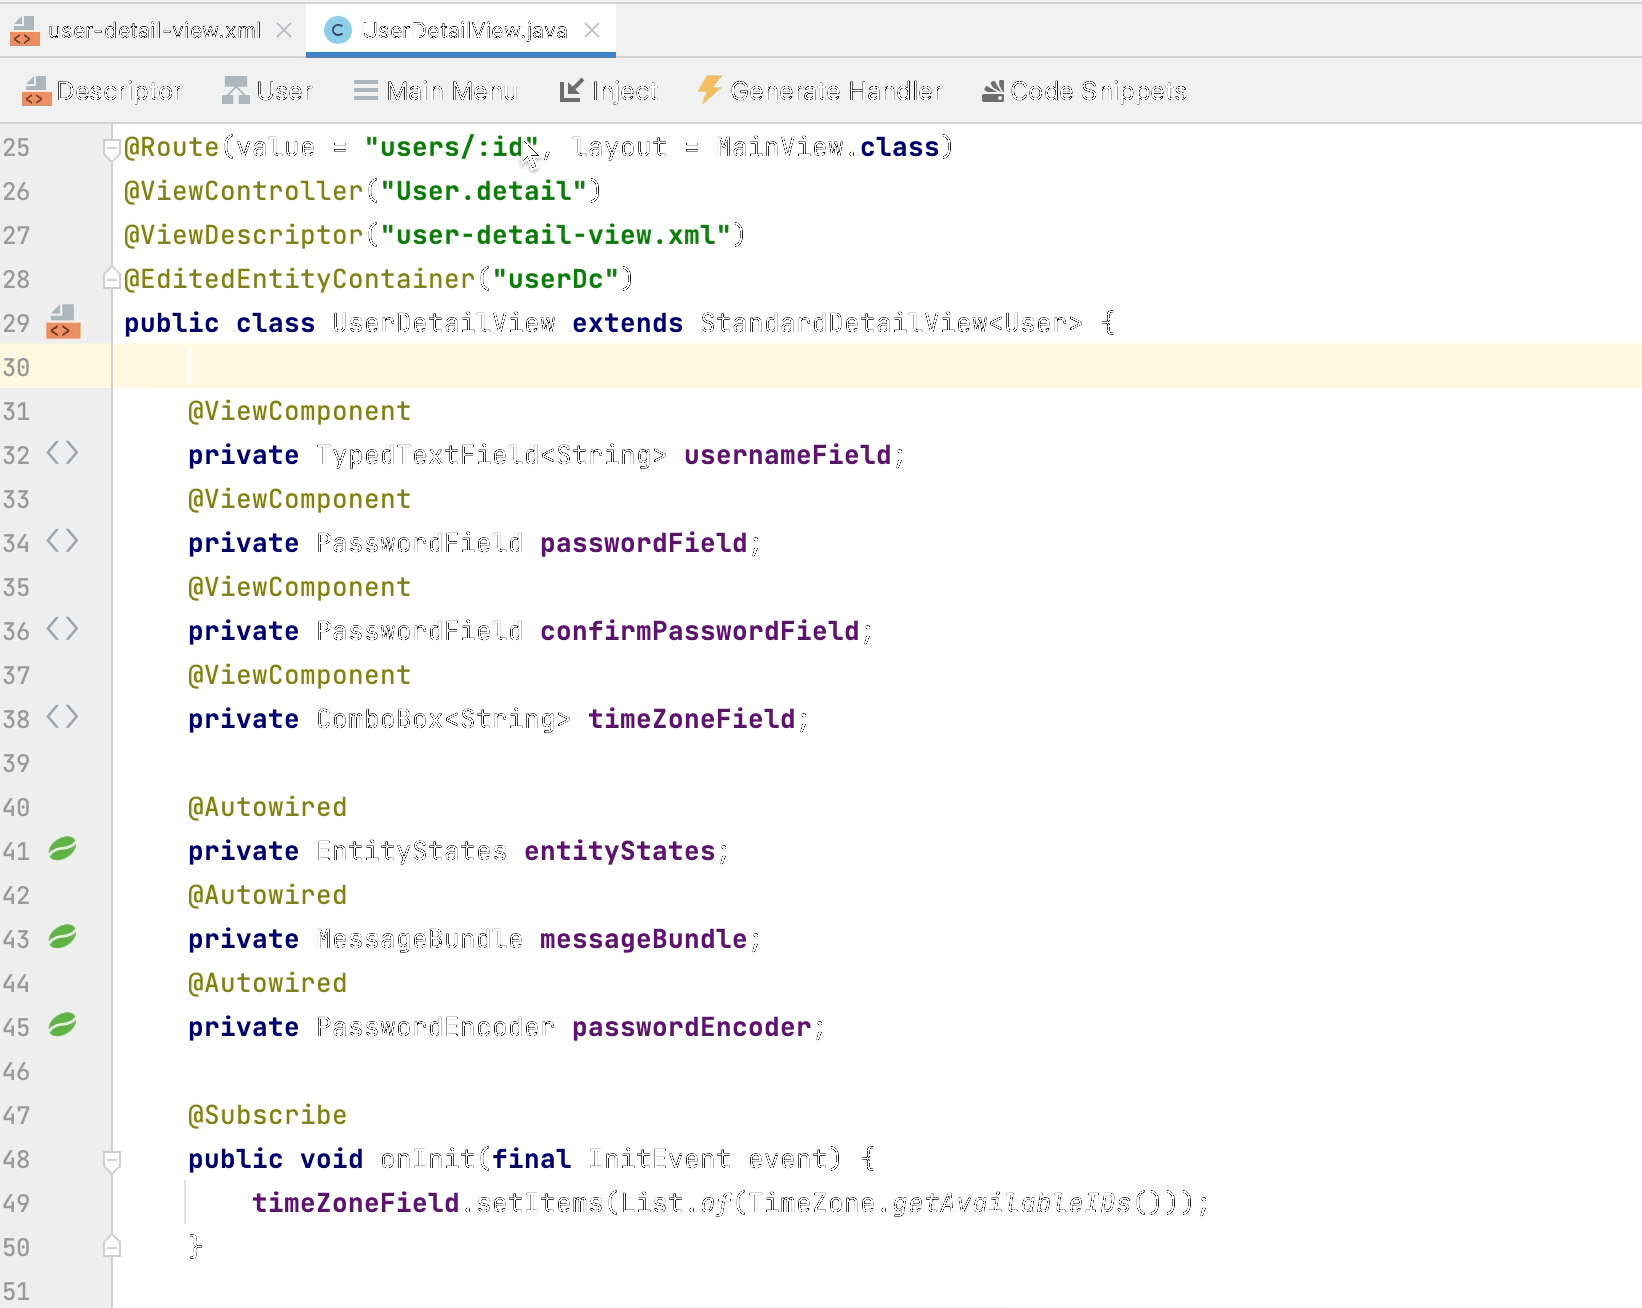 user-detail-view.xml UserDetailView.java
Descriptor User Main Menu Inject Generate Handler Code Snippets
25 @Route(value = "users/:id", layout = MainView.class)
26 @ViewController("User.detail")
27 @ViewDescriptor("user-detail-view.xml")
28 @EditedEntityContainer("userDc")
29 public class UserDetailView extends StandardDetailView<User> {
30
31 @ViewComponent
32 private TypedTextField<String> usernameField;
33 @ViewComponent
34 private PasswordField passwordField;
35 @ViewComponent
36 private PasswordField confirmPasswordField;
37 @ViewComponent
38 private ComboBox<String> timeZoneField;
39
40 @Autowired
41 private EntityStates entityStates;
42 @Autowired
43 private MessageBundle messageBundle;
44 @Autowired
45 private PasswordEncoder passwordEncoder;
46
47 @Subscribe
48 public void onInit(final InitEvent event) {
49 timeZoneField.setItems(List.of(TimeZone.getAvailableIDs()));
50 }
51